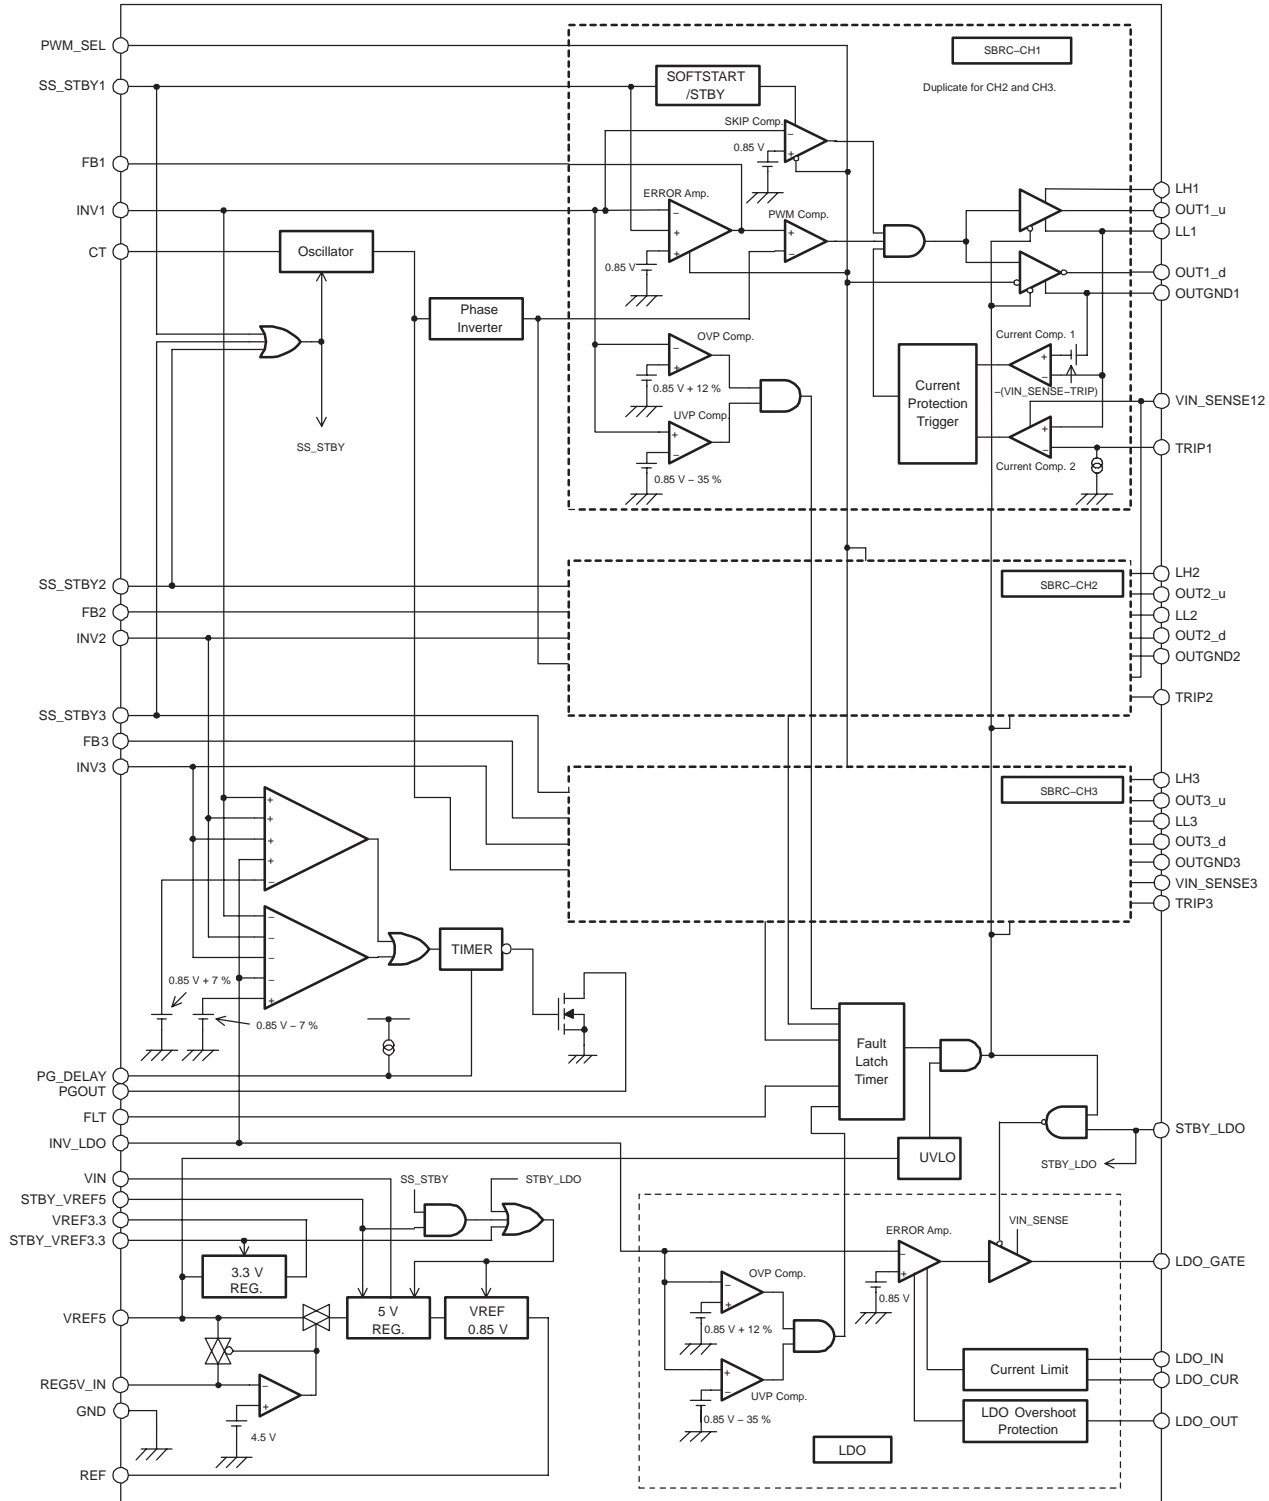 PWM_SEL
SS_STBY1
FB1
INV1
CT
SS_STBY2
FB2
INV2
SS_STBY3
FB3
INV3
PG_DELAY
PGOUT
FLT
INV_LDO
VIN
STBY_VREF5
VREF3.3
STBY_VREF3.3
VREF5
REG5V_IN
GND
REF
SBRC–CH1
Duplicate for CH2 and CH3.
SOFTSTART
/STBY
SKIP Comp.
–
+
0.85 V
ERROR Amp.
–
+
+
0.85 V
PWM Comp.
+
–
Oscillator
Phase
Inverter
SS_STBY
OVP Comp.
–
+
0.85 V + 12 %
UVP Comp.
+
–
0.85 V – 35 %
Current
Protection
Trigger
Current Comp. 1
+
–
–(VIN_SENSE–TRIP)
+
–
Current Comp. 2
LH1
OUT1_u
LL1
OUT1_d
OUTGND1
VIN_SENSE12
TRIP1
SBRC–CH2
LH2
OUT2_u
LL2
OUT2_d
OUTGND2
TRIP2
SBRC–CH3
LH3
OUT3_u
LL3
OUT3_d
OUTGND3
VIN_SENSE3
TRIP3
+
+
+
+
–
–
–
–
–
+
0.85 V + 7 %
0.85 V – 7 %
TIMER
Fault
Latch
Timer
UVLO
STBY_LDO
STBY_LDO
SS_STBY
STBY_LDO
3.3 V
REG.
5 V
REG.
VREF
0.85 V
–
+
4.5 V
ERROR Amp.
–
+
0.85 V
VIN_SENSE
LDO_GATE
OVP Comp.
–
+
0.85 V + 12 %
+
–
UVP Comp.
0.85 V – 35 %
Current Limit
LDO_IN
LDO_CUR
LDO Overshoot
Protection
LDO_OUT
LDO